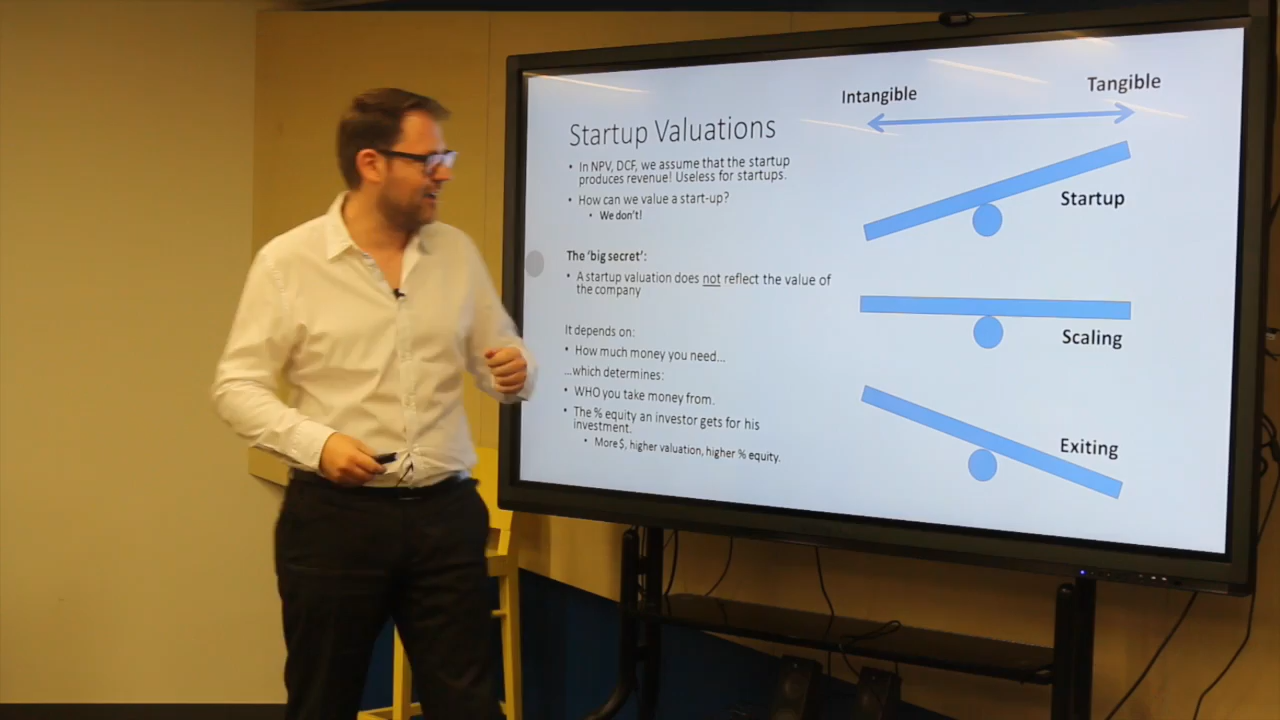 Startup Valuations
• In NPV, DCF, we assume that the startup
produces revenue! Useless for startups.
• How can we value a start-up?
• We don't!
The 'big secret':
• A startup valuation does not reflect the value of
the company
It depends on:
• How much money you need...
...which determines:
• WHO you take money from.
• The % equity an investor gets for his
investment.
• More $, higher valuation, higher % equity.
Intangible
Tangible
Startup
Scaling
Exiting